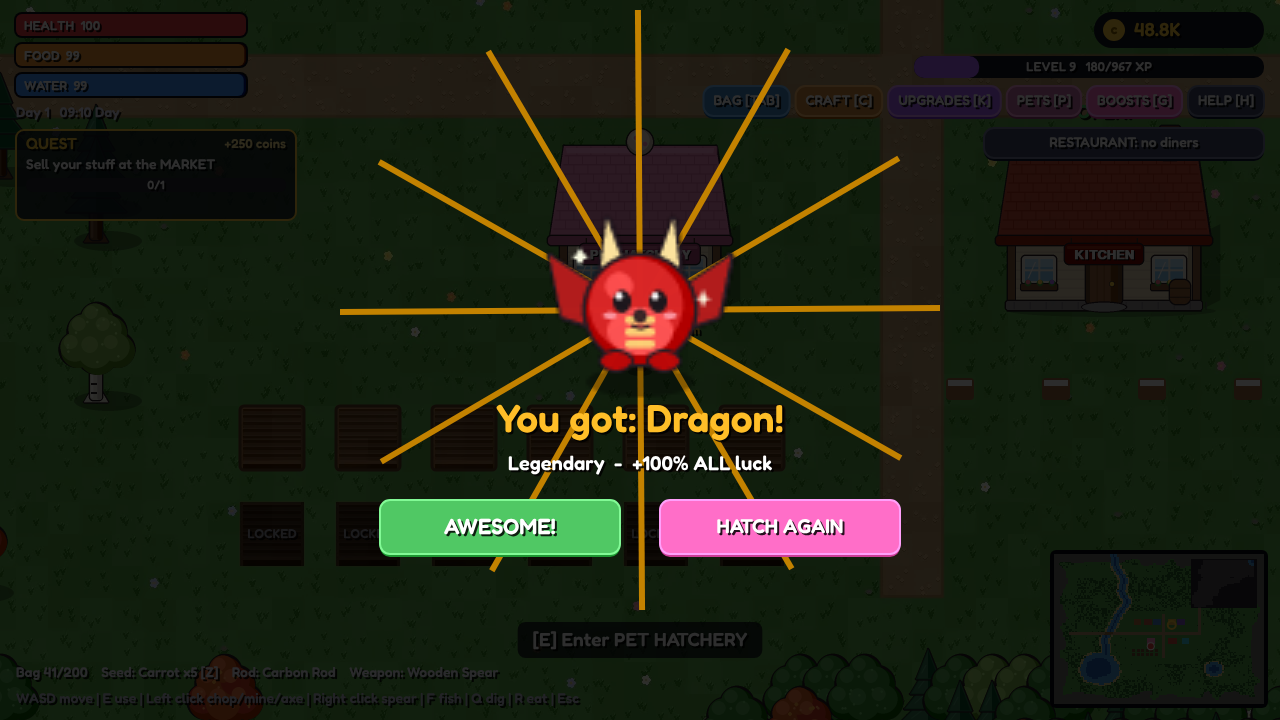 HEALTH 100
FOOD 99
WATER 99
Day 1 09:10 Day
QUEST +250 coins
Sell your stuff at the MARKET
0/1
C 48.8K
LEVEL 9 180/967 XP
BAG [TAB] CRAFT [C] UPGRADES [K] PETS [P] BOOSTS [G] HELP [H]
RESTAURANT: no diners
KITCHEN
You got: Dragon!
Legendary - +100% ALL luck
AWESOME! HATCH AGAIN
LOCKED
[E] Enter PET HATCHERY
Bag 41/200 Seed: Carrot x5 [Z] Rod: Carbon Rod Weapon: Wooden Spear
WASD move | E use | Left click chop/mine/axe | Right click spear | F fish | Q dig | R eat | Esc